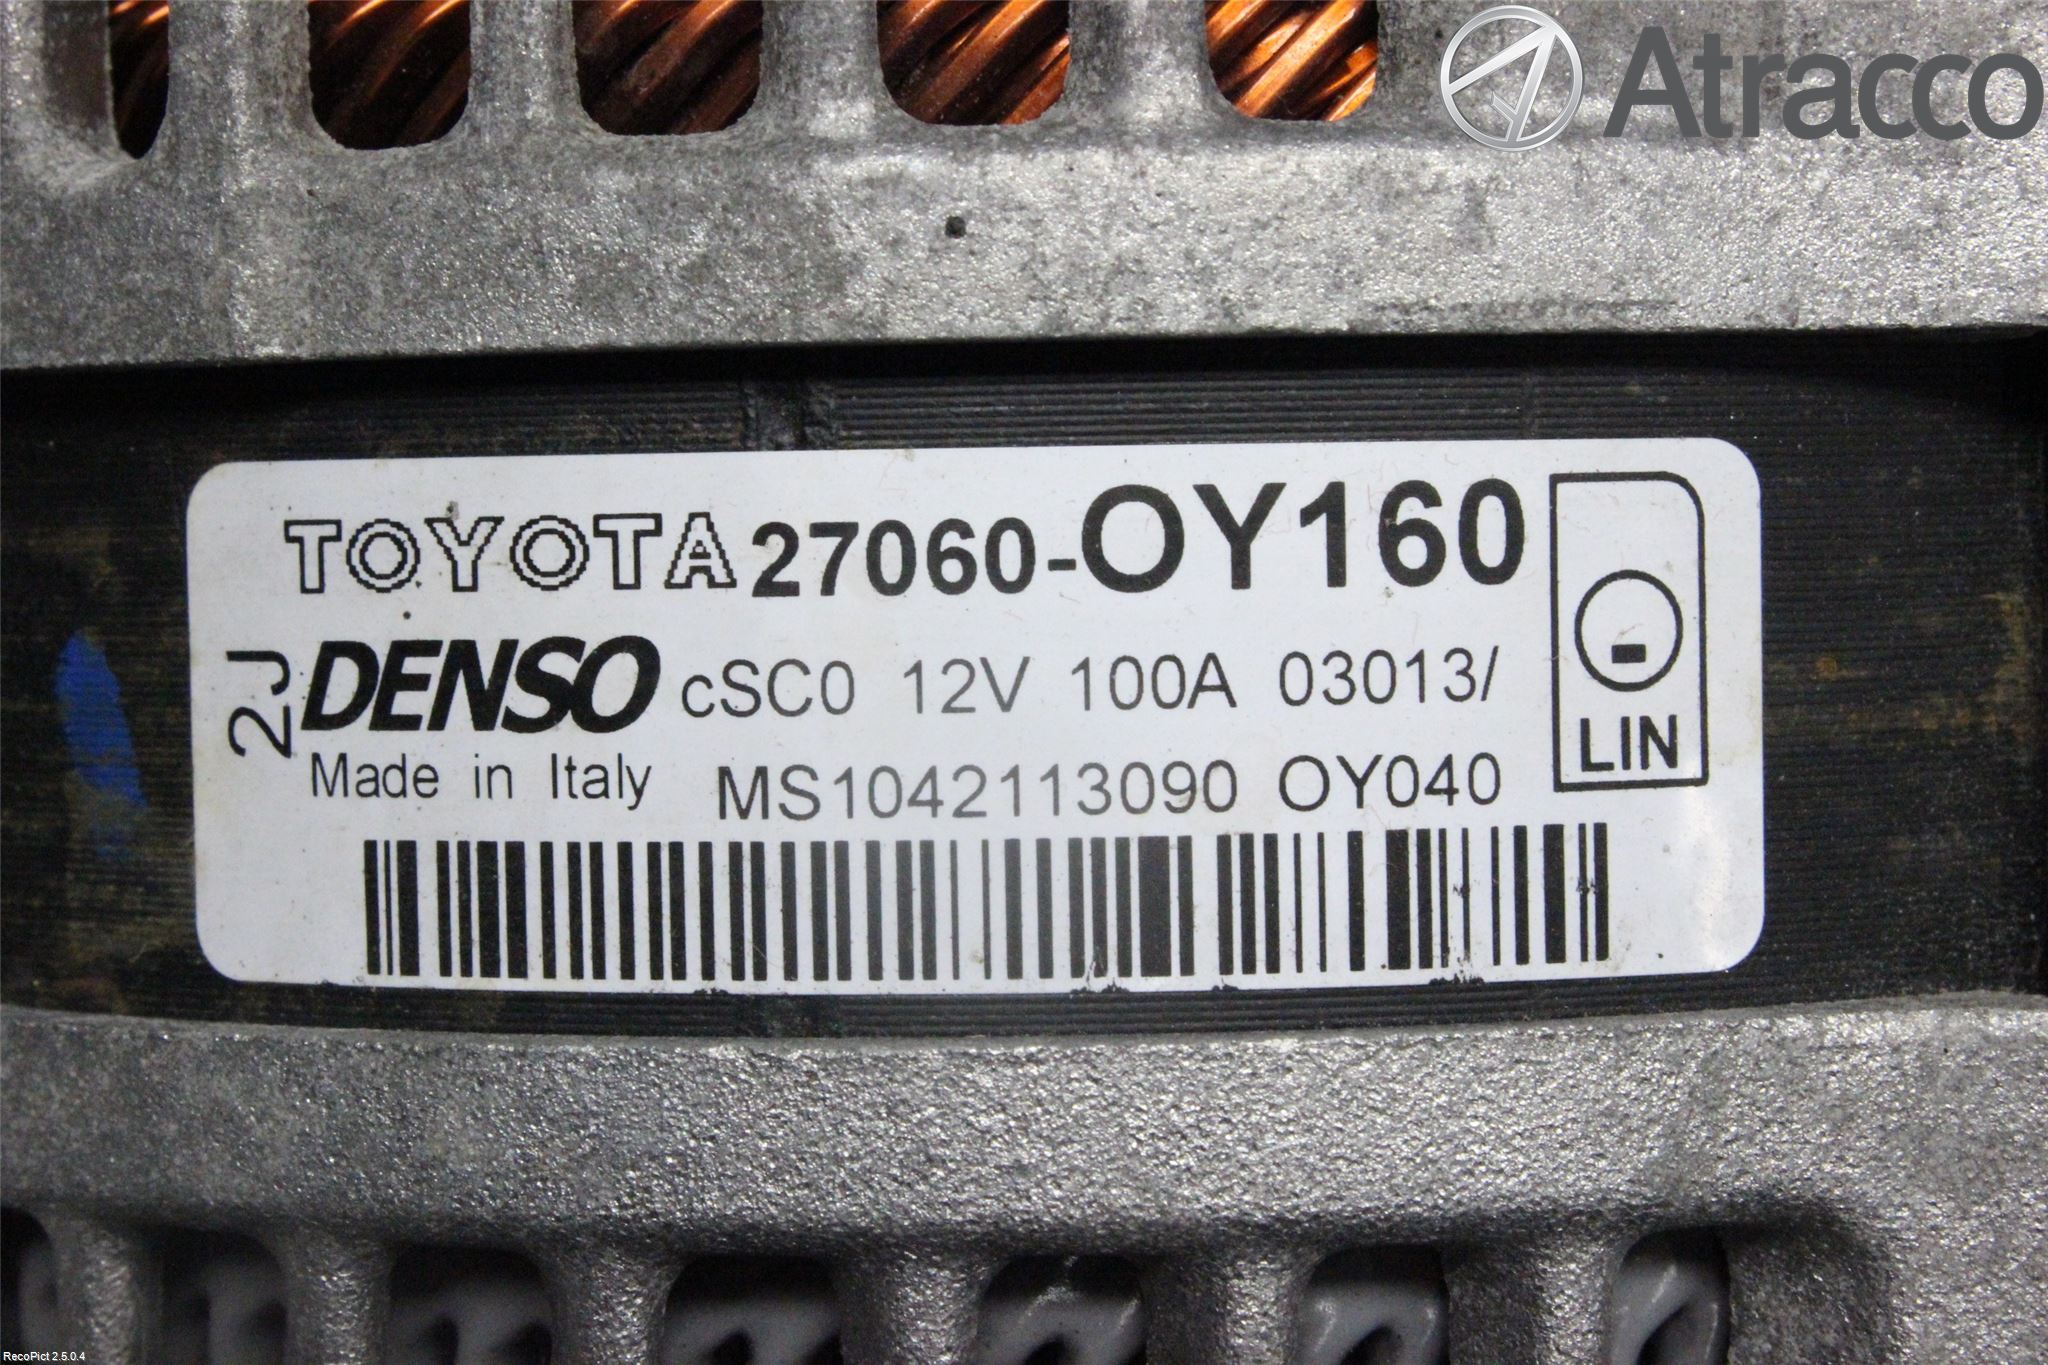 Atracco
TOYOTA 27060-OY160
2J
DENSO cSC0 12V 100A 03013/
LIN
Made in Italy MS1042113090 OY040
RecoPict 2.5.0.4